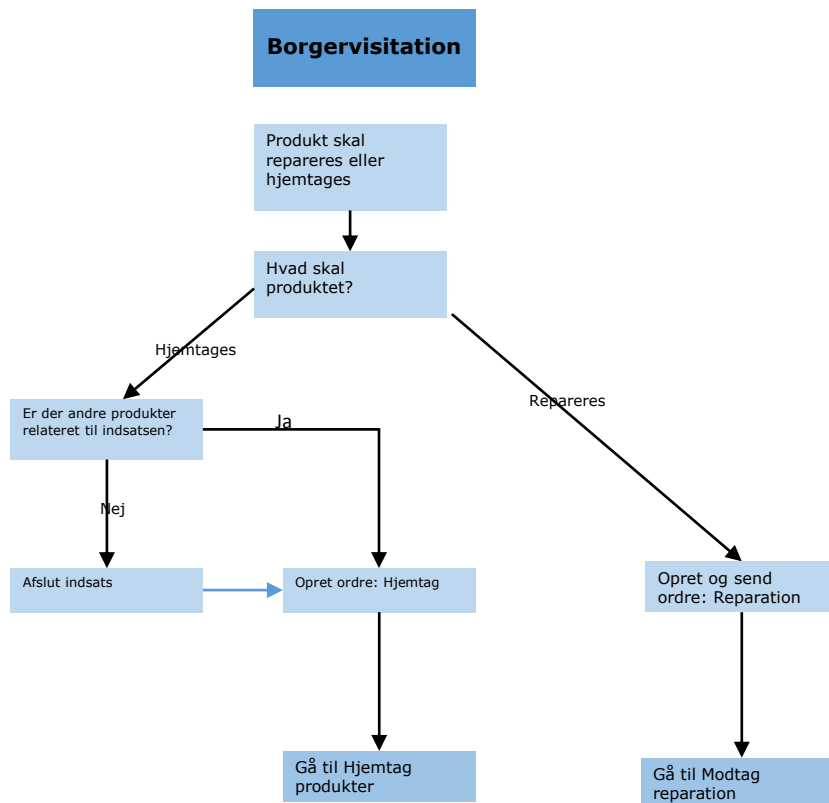 Borgervisitation
Produkt skal
repareres eller
hjemtages
Hvad skal
produktet?
Hjemtages
Repareres
Er der andre produkter
relateret til indsatsen?
Ja
Nej
Afslut indsats
Opret ordre: Hjemtag
Opret og send
ordre: Reparation
Gå til Hjemtag
produkter
Gå til Modtag
reparation